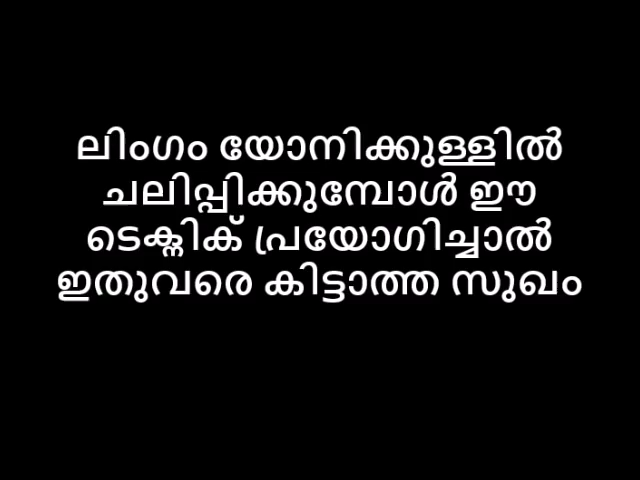 ലിംഗം യോനിക്കുള്ളിൽ
ചലിപ്പിക്കുമ്പോൾ ഈ
ടെക്നിക് പ്രയോഗിച്ചാൽ
ഇതുവരെ കിട്ടാത്ത സുഖം